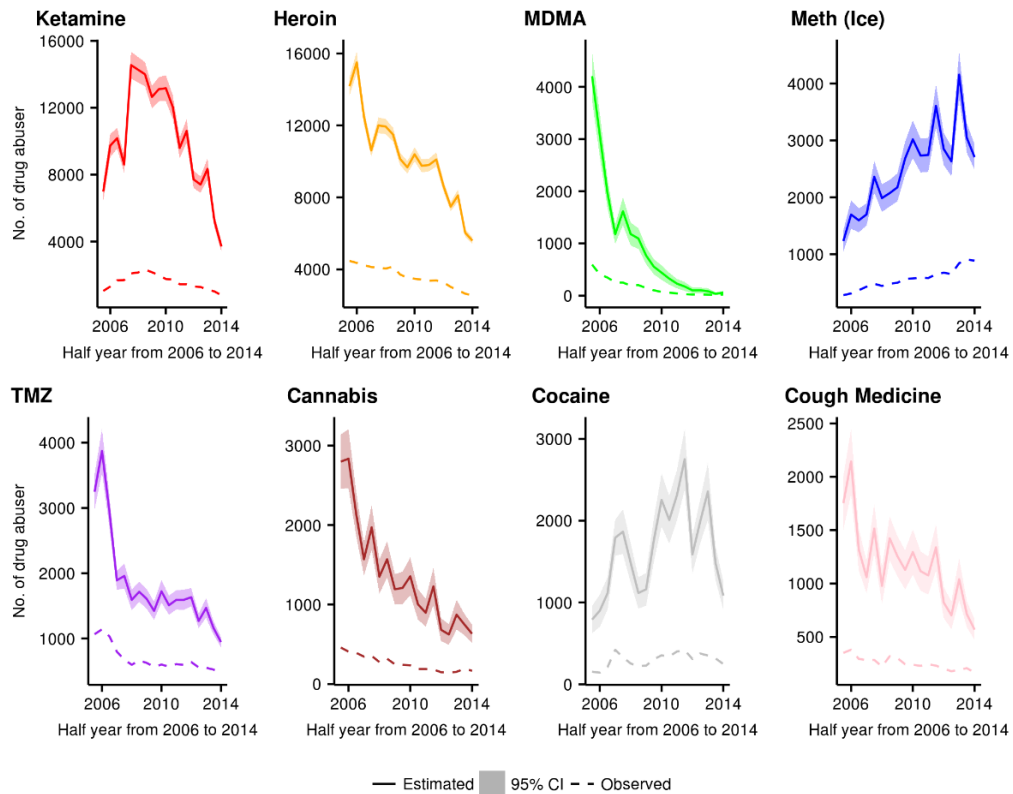 Ketamine
Heroin
MDMA
Meth (Ice)
No. of drug abuser
16000
12000
8000
4000
2006 2010 2014
Half year from 2006 to 2014
16000
12000
8000
4000
2006 2010 2014
Half year from 2006 to 2014
4000
3000
2000
1000
0
2006 2010 2014
Half year from 2006 to 2014
4000
3000
2000
1000
2006 2010 2014
Half year from 2006 to 2014
TMZ
Cannabis
Cocaine
Cough Medicine
No. of drug abuser
4000
3000
2000
1000
2006 2010 2014
Half year from 2006 to 2014
3000
2000
1000
0
2006 2010 2014
Half year from 2006 to 2014
3000
2000
1000
0
2006 2010 2014
Half year from 2006 to 2014
2500
2000
1500
1000
500
2006 2010 2014
Half year from 2006 to 2014
Estimated 95% CI Observed